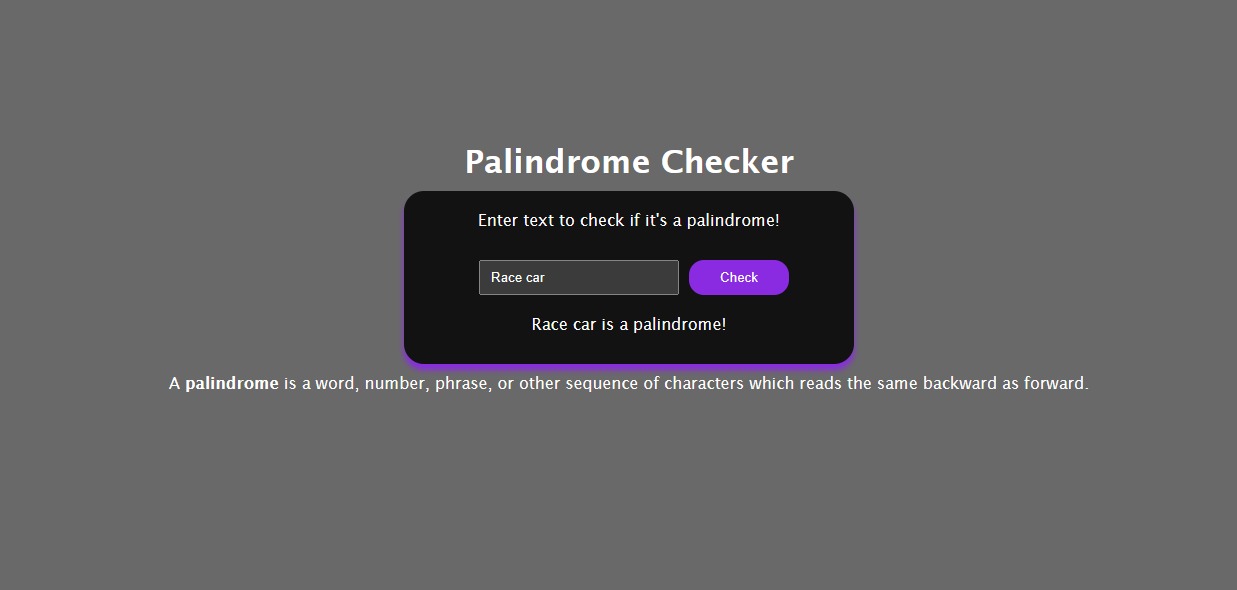 Palindrome Checker
Enter text to check if it's a palindrome!
Race car
Check
Race car is a palindrome!
A palindrome is a word, number, phrase, or other sequence of characters which reads the same backward as forward.